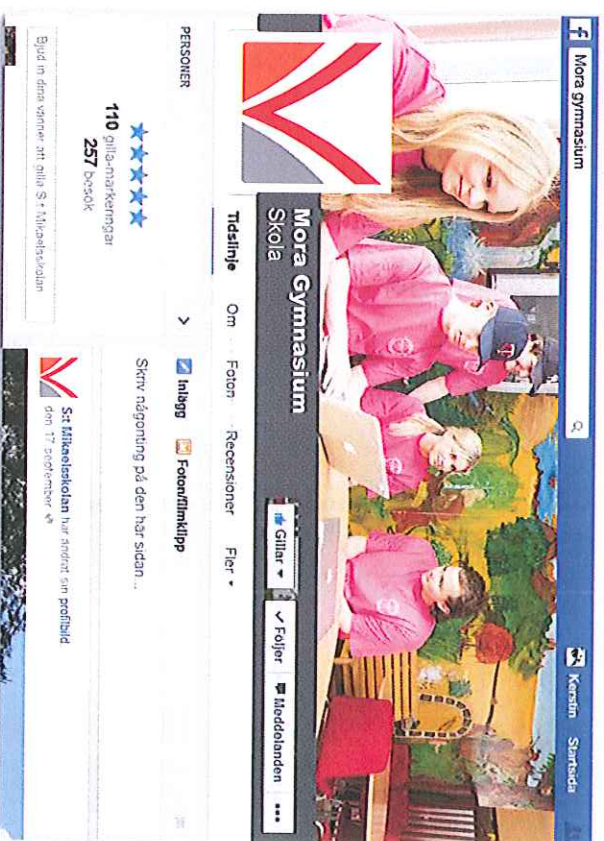 f Mora gymnasium
Kerstin Startsida
Mora Gymnasium
Skola
Gillar
Följer
Meddelanden
Tidslinje Om Foton Recensioner Fler
PERSONER
110 gilla-markeringar
257 besök
Bjud in dina vänner att gilla S:t Mikaelsskolan
Inlägg Foton/filmklipp
Skriv någonting på den här sidan...
S:t Mikaelsskolan har ändrat sin profilbild
den 17 september